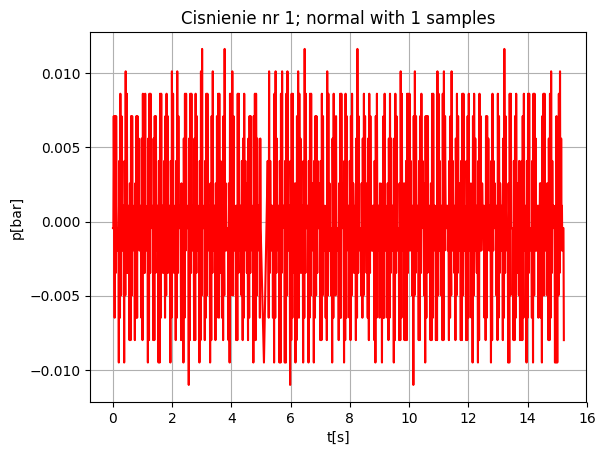 Cisnienie nr 1; normal with 1 samples
0.010
0.005
0.000
−0.005
−0.010
p[bar]
0 2 4 6 8 10 12 14 16
t[s]